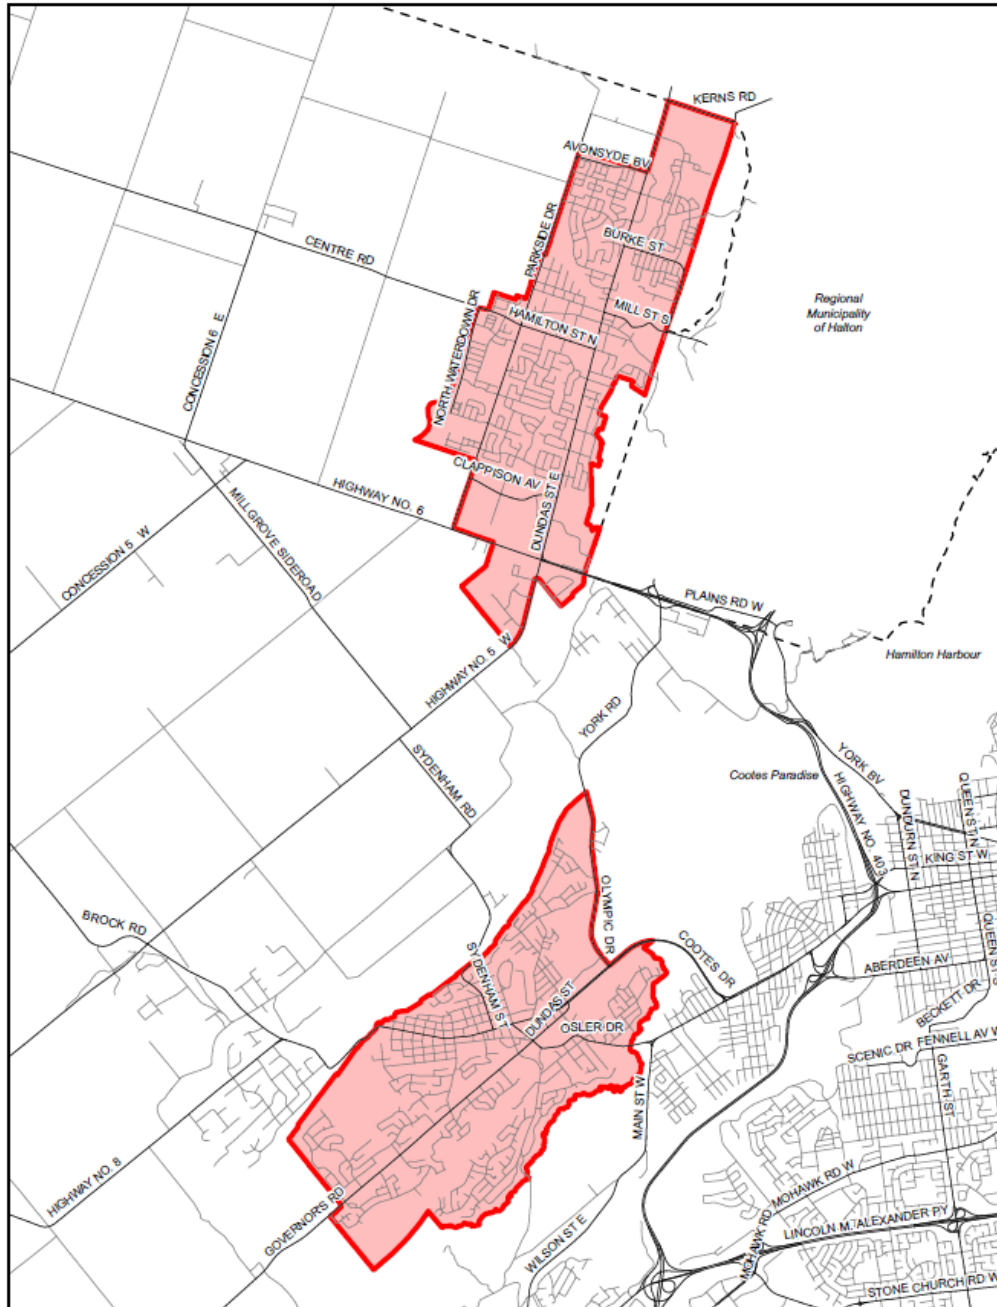 KERNS RD
AVONSYDE BV
BURKE ST
CENTRE RD
PARKSIDE DR
Regional
Municipality
of Halton
MILL ST S
HAMILTON ST N
NORTH WATERDOWN DR
CONCESSION 6 E
CLAPPISON AV
HIGHWAY NO. 6
DUNDAS ST E
MILLGROVE SIDEROAD
CONCESSION 5 W
PLAINS RD W
HIGHWAY NO. 5 W
Hamilton Harbour
YORK RD
SYDENHAM RD
Cootes Paradise
YORK BV
HIGHWAY NO. 403
DUNDURN ST N
QUEEN ST N
KING ST W
BROCK RD
OLYMPIC DR
COOTES DR
SYDENHAM ST
DUNDAS ST
OSLER DR
ABERDEEN AV
QUEEN ST S
BECKETT DR
SCENIC DR
FENNELL AV W
GARTH ST
MAIN ST W
HIGHWAY NO. 8
GOVERNOR'S RD
WILSON ST E
MOHAWK RD
MOHAWK RD W
LINCOLN M. ALEXANDER PY
STONE CHURCH RD W